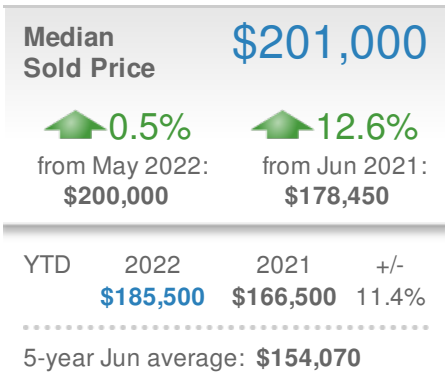 Median
Sold Price
$201,000
0.5%
from May 2022:
$200,000
12.6%
from Jun 2021:
$178,450
YTD 2022 2021 +/-
$185,500 $166,500 11.4%
5-year Jun average: $154,070